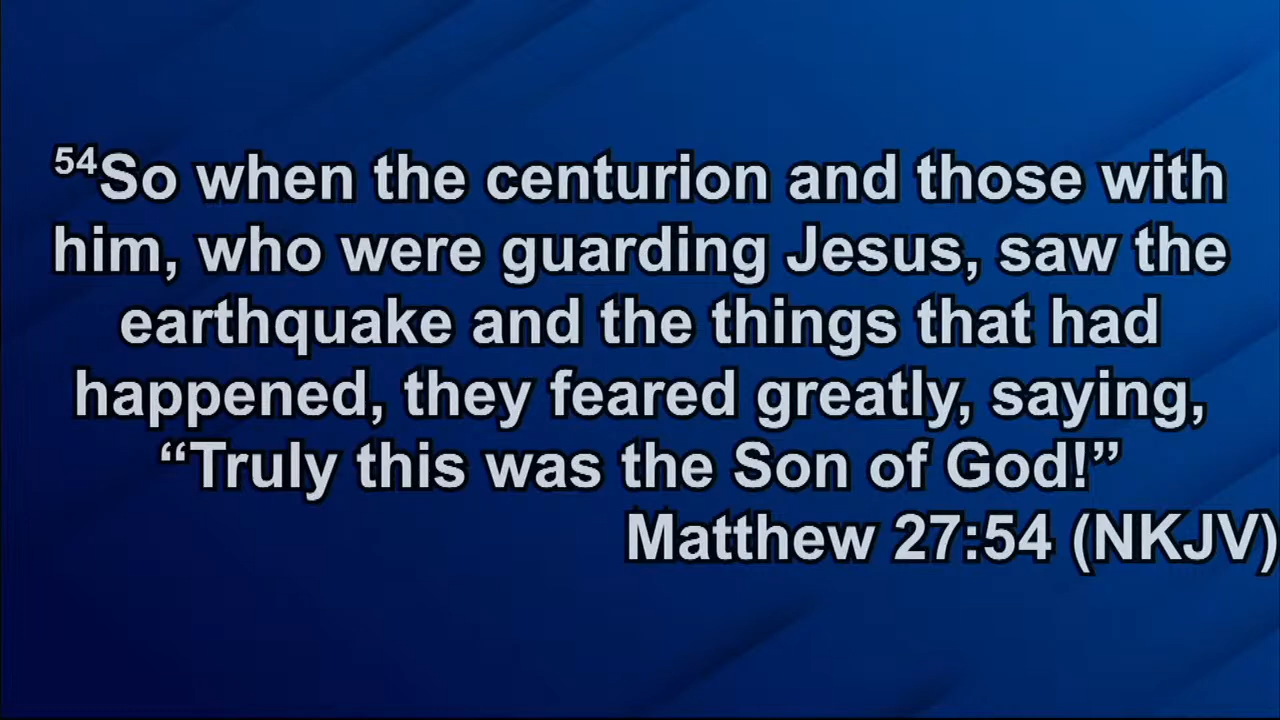 ⁵⁴So when the centurion and those with
him, who were guarding Jesus, saw the
earthquake and the things that had
happened, they feared greatly, saying,
“Truly this was the Son of God!”
Matthew 27:54 (NKJV)